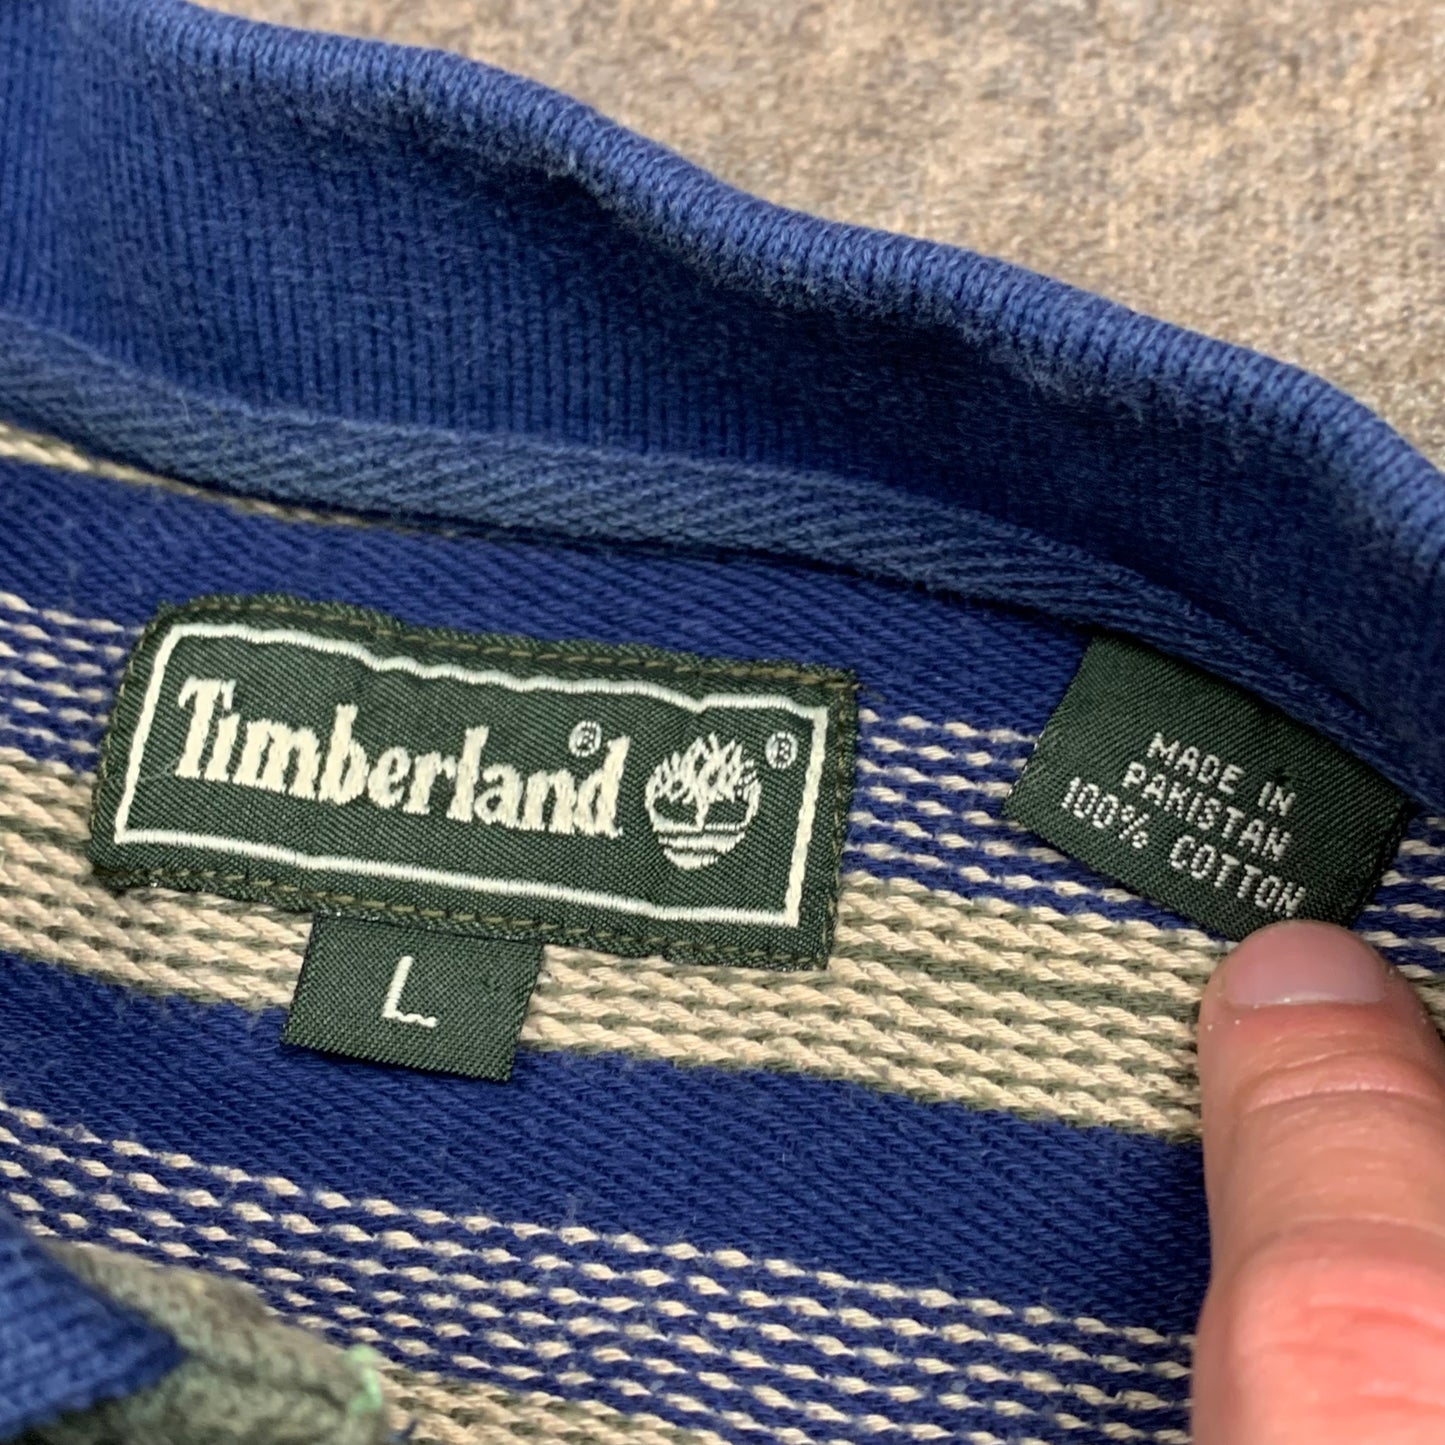 Timberland® ®
L
MADE IN
PAKISTAN
100% COTTON